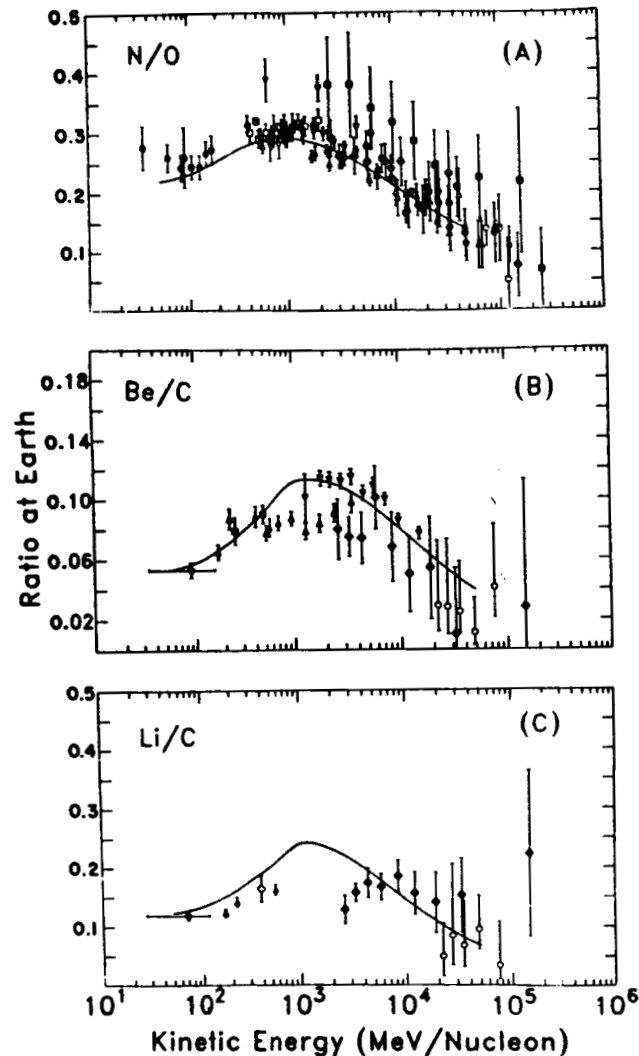 0.5
N/O
(A)
0.4
0.3
0.2
0.1
Be/C
(B)
0.18
0.14
0.10
0.06
0.02
Ratio at Earth
0.5
Li/C
(C)
0.4
0.3
0.2
0.1
10¹ 10² 10³ 10⁴ 10⁵ 10⁶
Kinetic Energy (MeV/Nucleon)